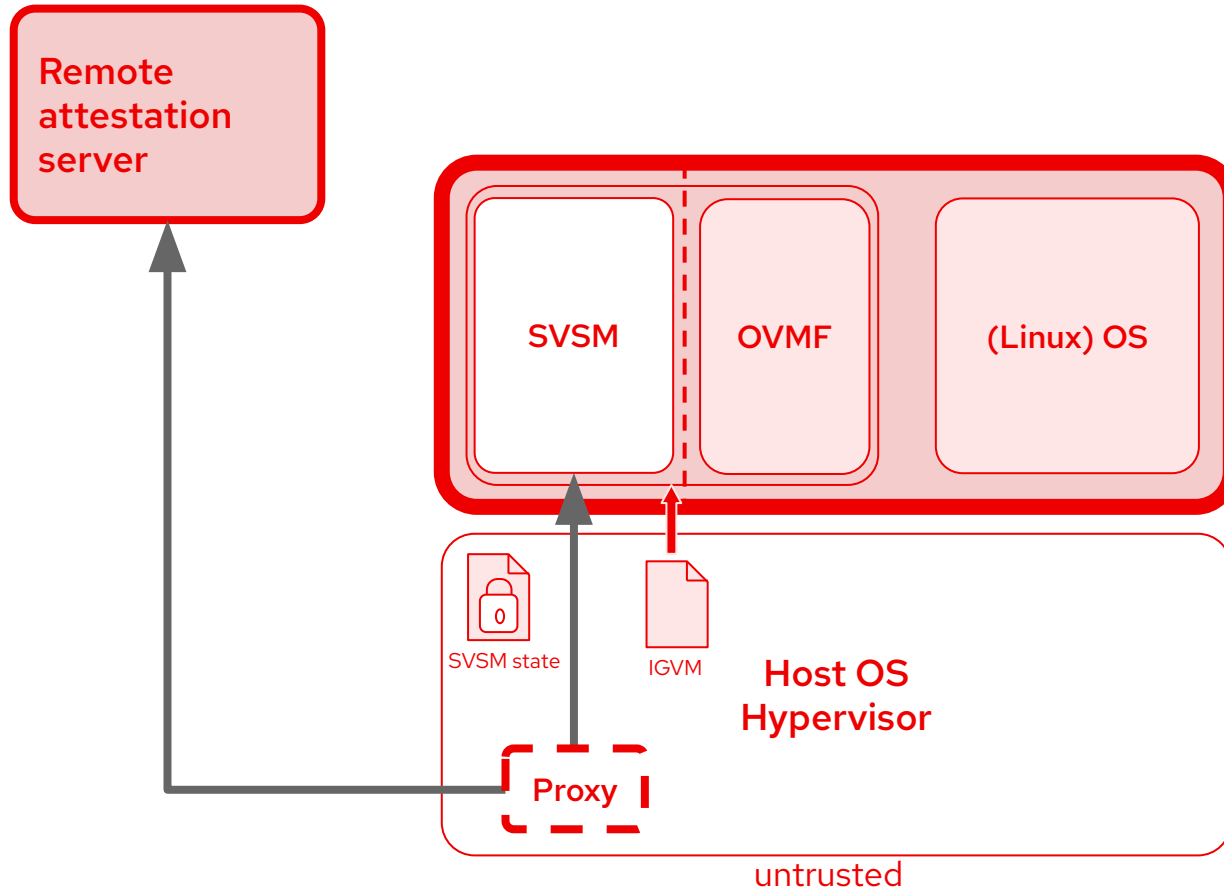 Remote
attestation
server
SVSM
OVMF
(Linux) OS
SVSM state
IGVM
Host OS
Hypervisor
Proxy
untrusted